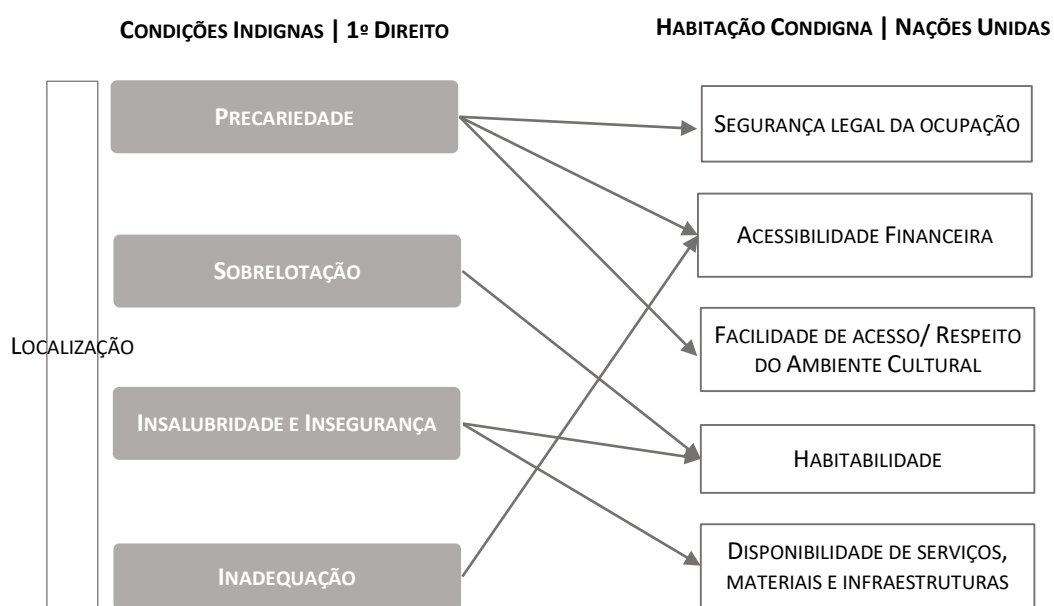 CONDIÇÕES INDIGNAS | 1º DIREITO
HABITAÇÃO CONDIGNA | NAÇÕES UNIDAS
PRECARIEDADE
SEGURANÇA LEGAL DA OCUPAÇÃO
ACESSIBILIDADE FINANCEIRA
SOBRELOTAÇÃO
LOCALIZAÇÃO
FACILIDADE DE ACESSO/ RESPEITO
DO AMBIENTE CULTURAL
INSALUBRIDADE E INSEGURANÇA
HABITABILIDADE
INADEQUAÇÃO
DISPONIBILIDADE DE SERVIÇOS,
MATERIAIS E INFRAESTRUTURAS